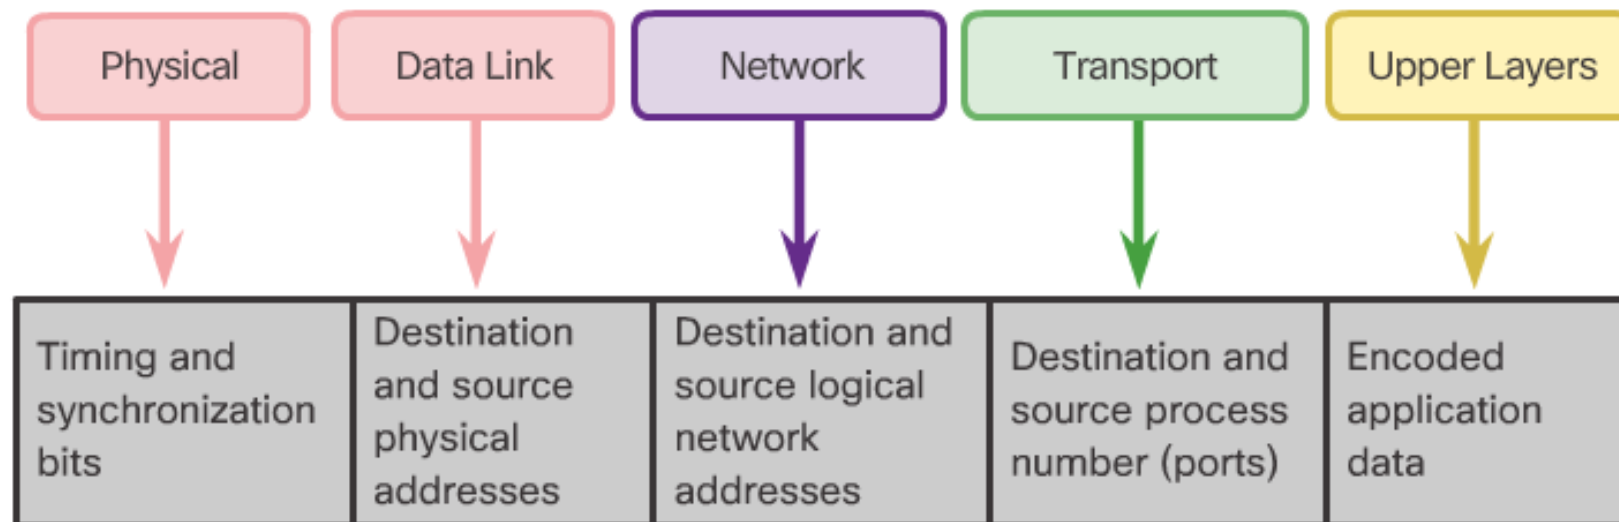 Physical
Data Link
Network
Transport
Upper Layers
Timing and
synchronization
bits
Destination
and source
physical
addresses
Destination and
source logical
network
addresses
Destination and
source process
number (ports)
Encoded
application
data